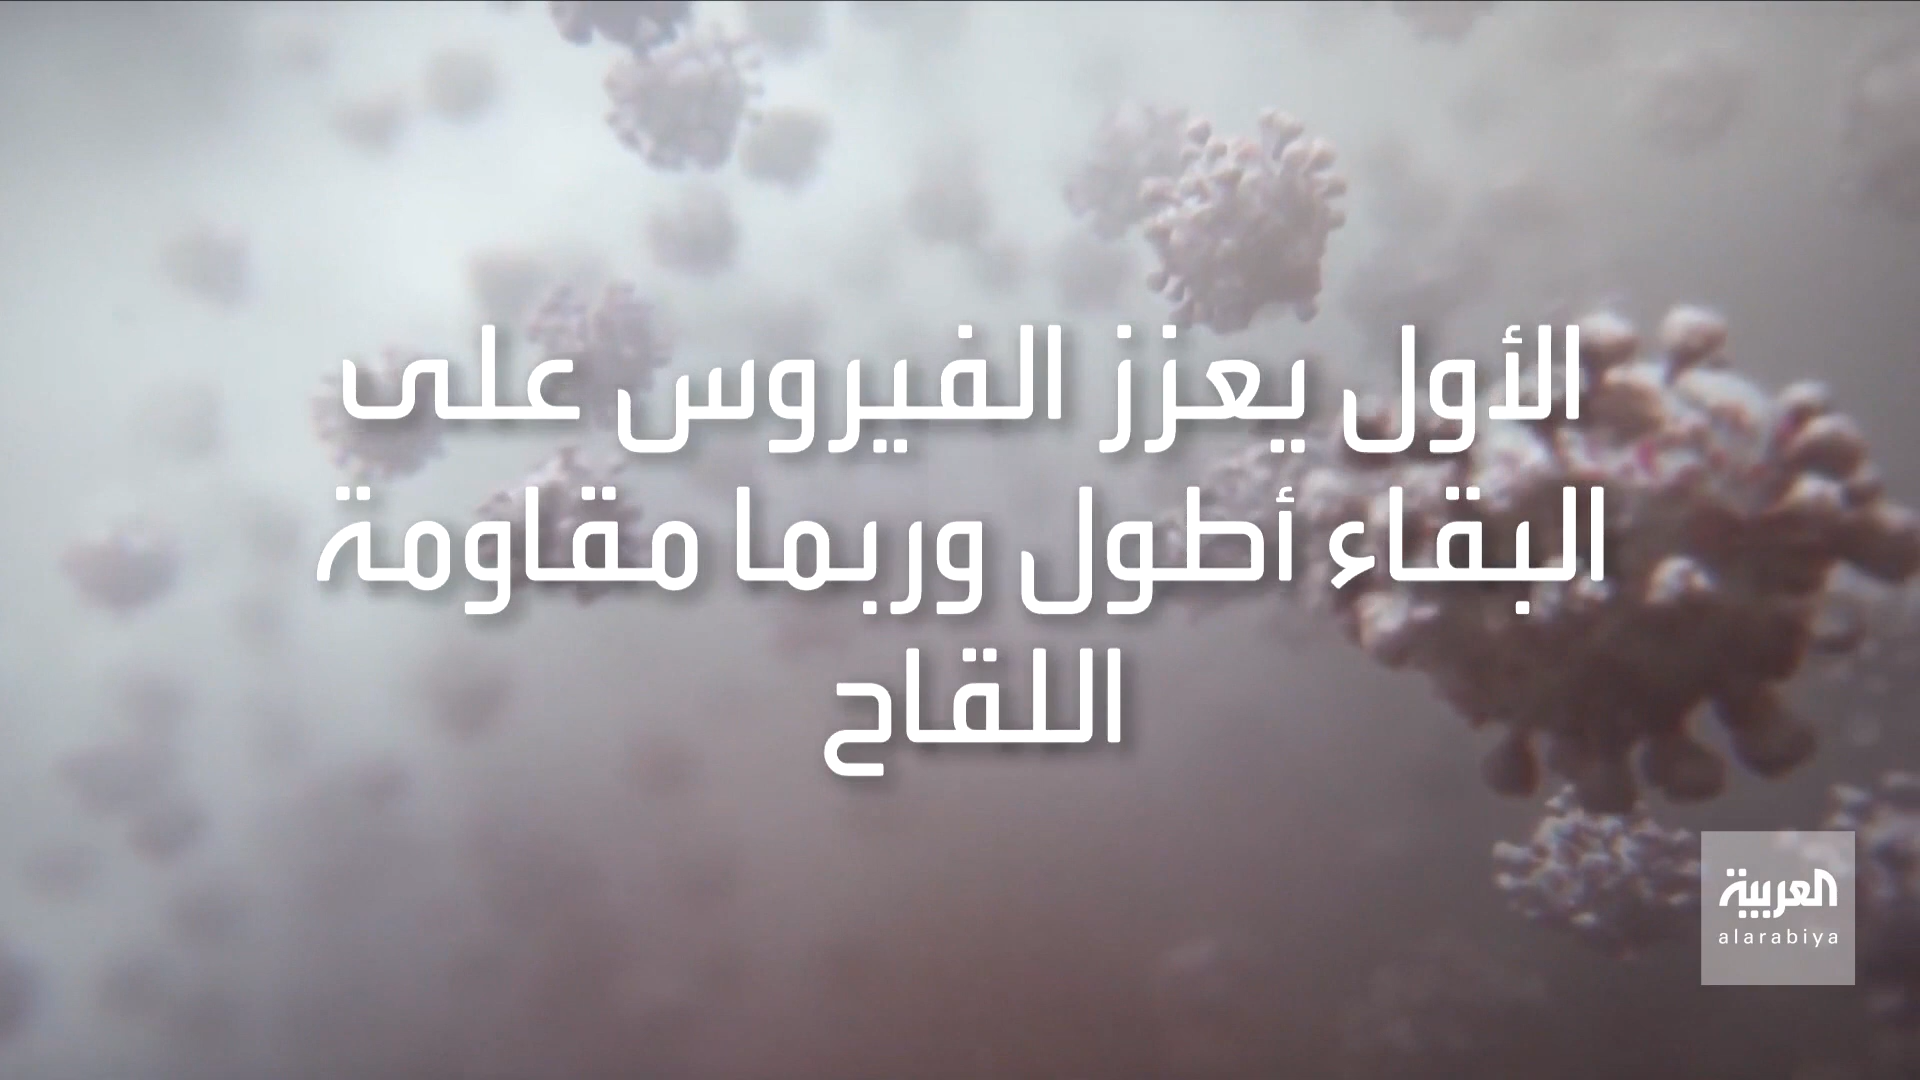 الأول يعزز الفيروس على
البقاء أطول وربما مقاومة
اللقاح
العربية
alarabiya